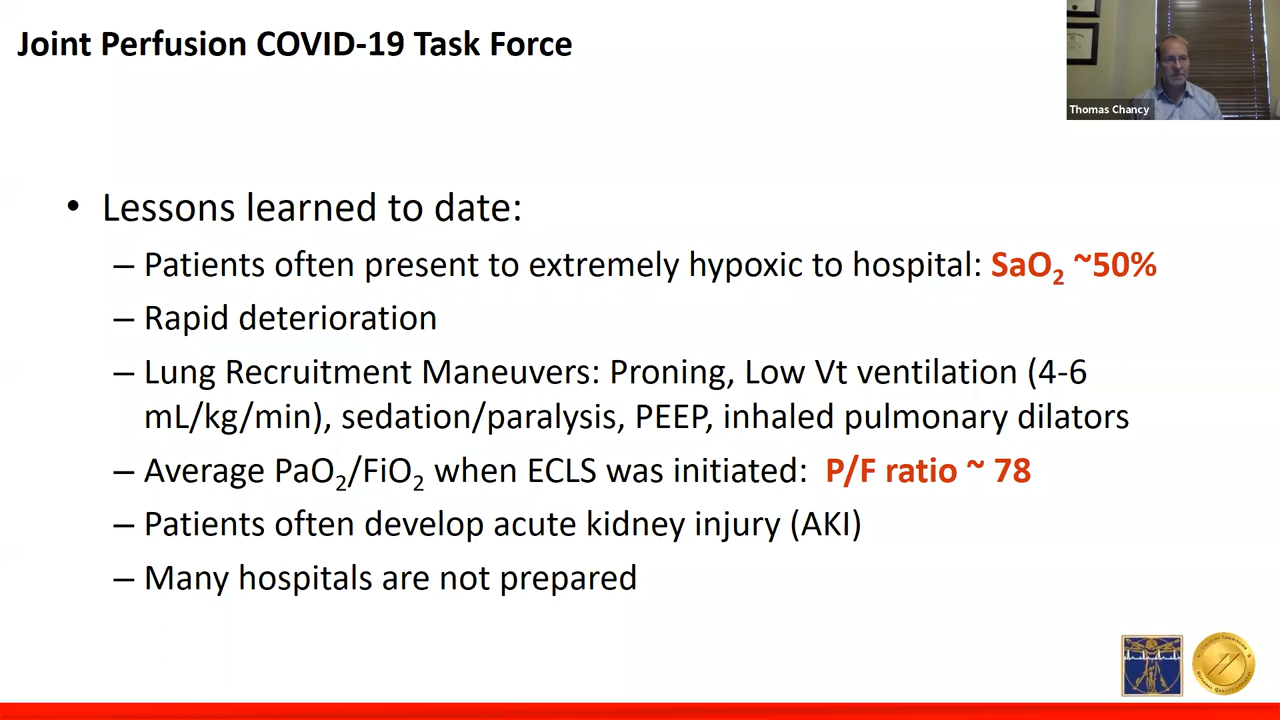 Joint Perfusion COVID-19 Task Force
Thomas Chancy
• Lessons learned to date:
– Patients often present to extremely hypoxic to hospital: SaO₂ ~50%
– Rapid deterioration
– Lung Recruitment Maneuvers: Proning, Low Vt ventilation (4-6
mL/kg/min), sedation/paralysis, PEEP, inhaled pulmonary dilators
– Average PaO₂/FiO₂ when ECLS was initiated: P/F ratio ~ 78
– Patients often develop acute kidney injury (AKI)
– Many hospitals are not prepared